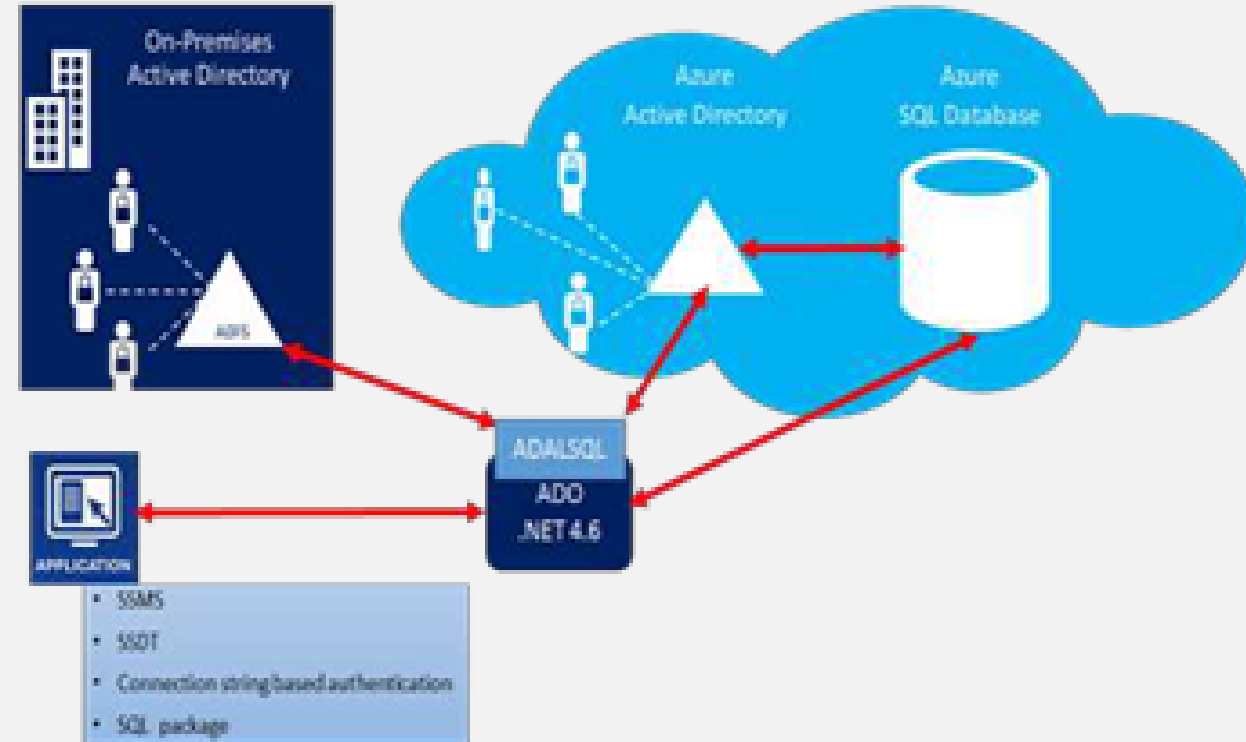 On-Premises
Active Directory
ADFS
Azure
Active Directory
Azure
SQL Database
ADALSQL
ADO
.NET 4.6
APPLICATION
• SSMS
• SSDT
• Connection string based authentication
• SQL package